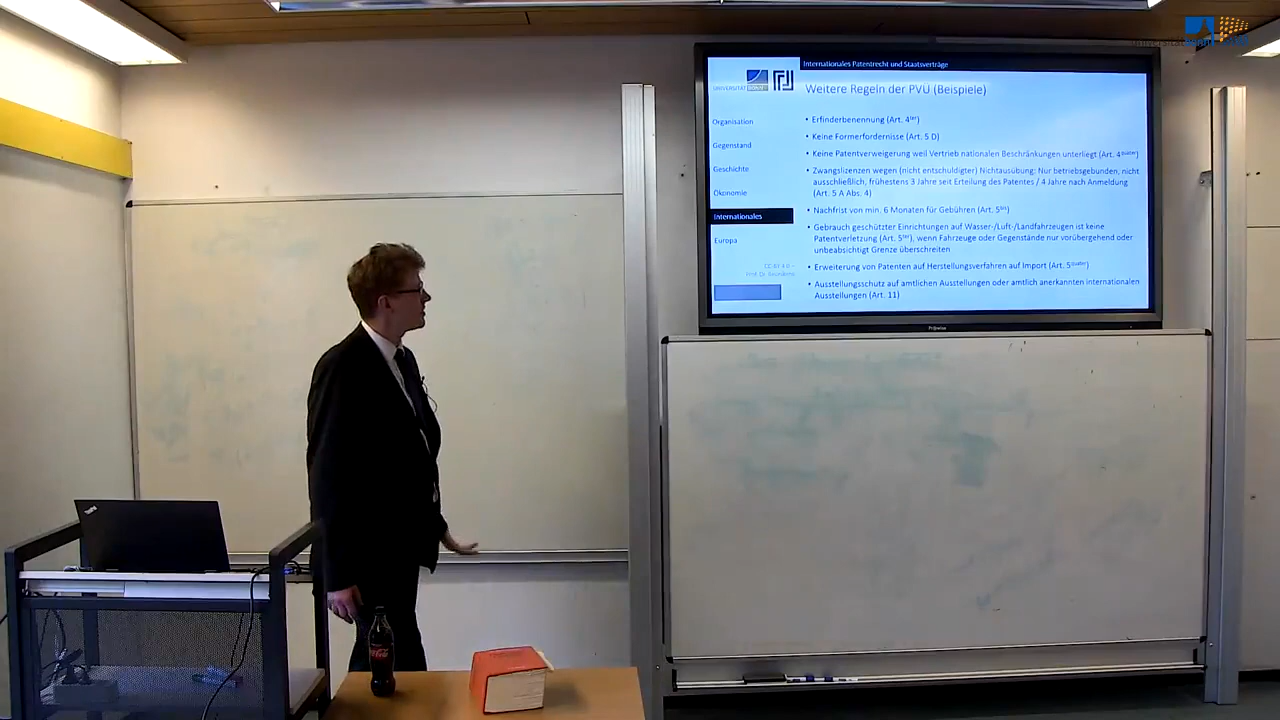 Internationales Patentrecht und Staatsverträge
UNIVERSITÄT BONN
Weitere Regeln der PVÜ (Beispiele)
Organisation
Gegenstand
Geschichte
Ökonomie
Internationales
Europa
• Erfinderbenennung (Art. 4ter)
• Keine Formerfordernisse (Art. 5 D)
• Keine Patentverweigerung weil Vertrieb nationalen Beschränkungen unterliegt (Art. 4quater)
• Zwangslizenzen wegen (nicht entschuldigter) Nichtausübung: Nur betriebsgebunden, nicht
ausschließlich, frühestens 3 Jahre seit Erteilung des Patentes / 4 Jahre nach Anmeldung
(Art. 5 A Abs. 4)
• Nachfrist von min. 6 Monaten für Gebühren (Art. 5bis)
• Gebrauch geschützter Einrichtungen auf Wasser-/Luft-/Landfahrzeugen ist keine
Patentverletzung (Art. 5ter), wenn Fahrzeuge oder Gegenstände nur vorübergehend oder
unbeabsichtigt Grenze überschreiten
• Erweiterung von Patenten auf Herstellungsverfahren auf Import (Art. 5quater)
• Ausstellungsschutz auf amtlichen Ausstellungen oder amtlich anerkannten internationalen
Ausstellungen (Art. 11)
ThinkPad
Coca-Cola